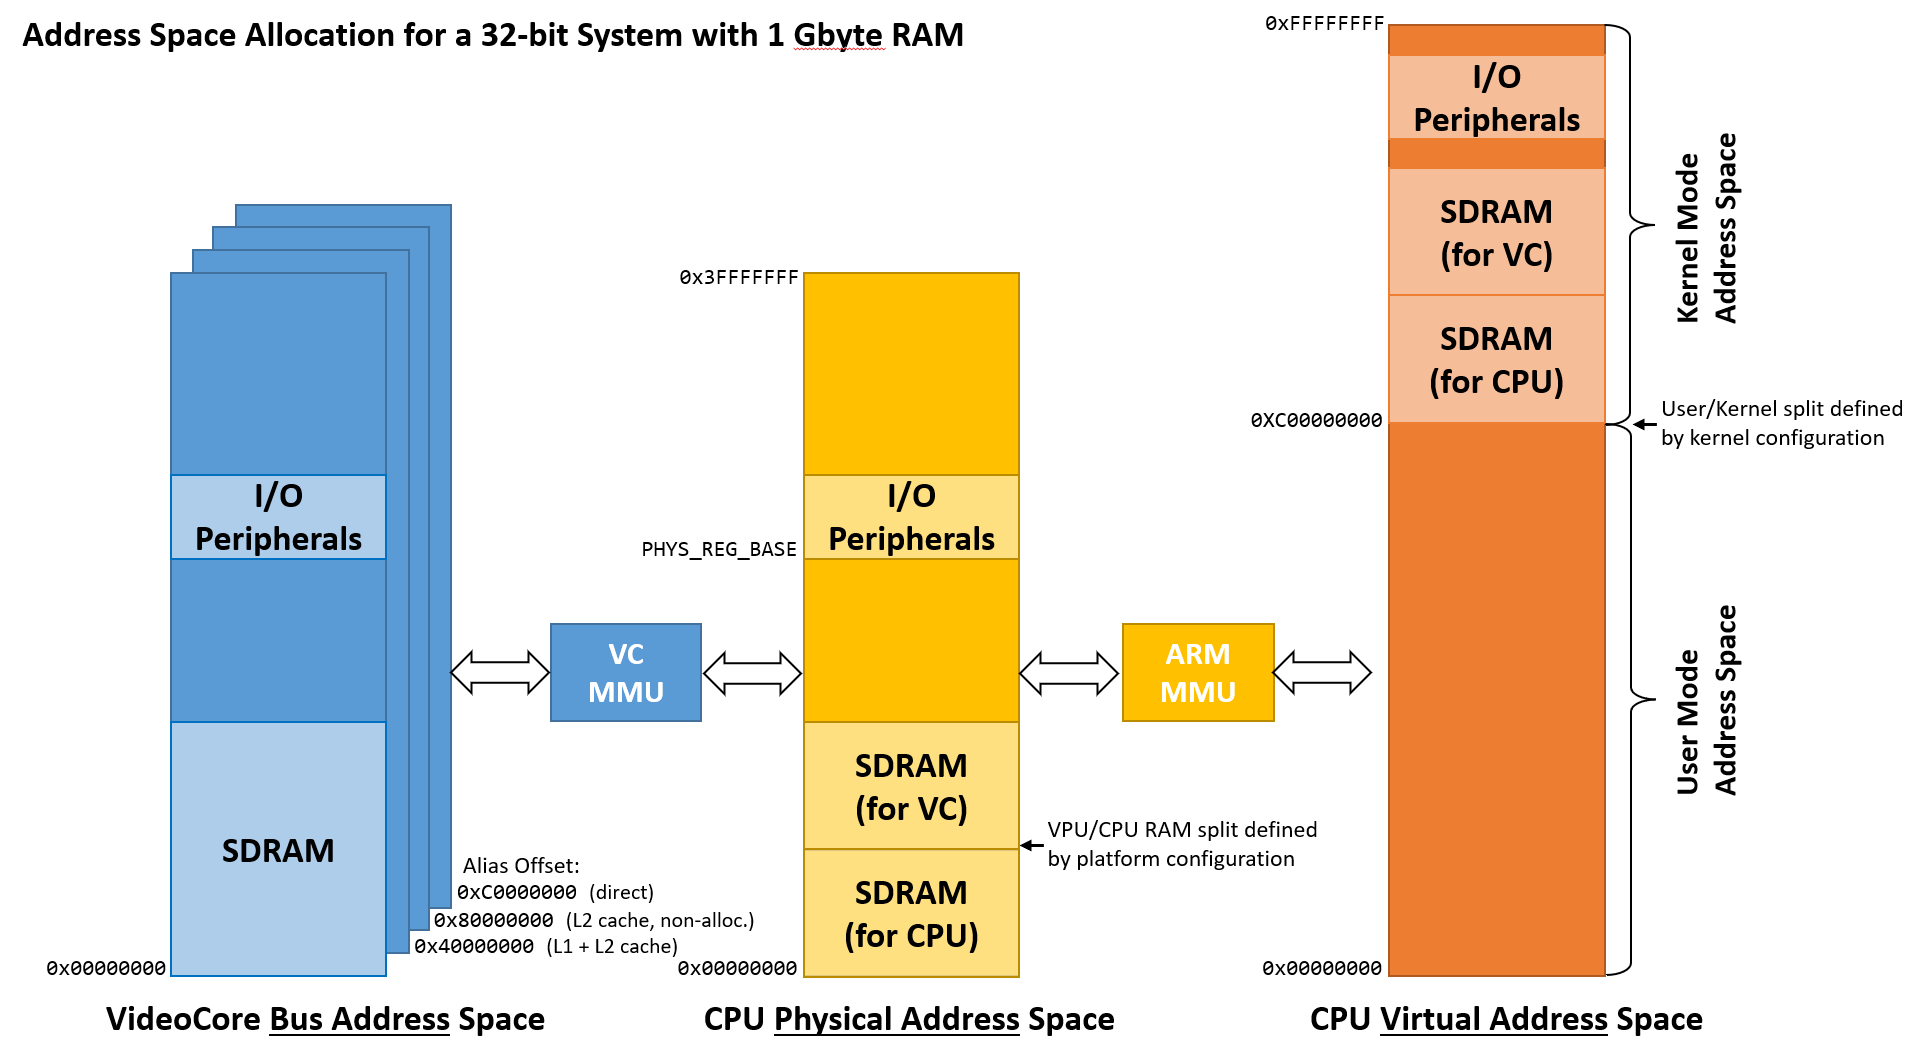 Address Space Allocation for a 32-bit System with 1 Gbyte RAM
I/O
Peripherals
SDRAM
0x00000000
Alias Offset:
0xC0000000 (direct)
0x80000000 (L2 cache, non-alloc.)
0x40000000 (L1 + L2 cache)
VideoCore Bus Address Space
VC
MMU
0x3FFFFFFF
I/O
Peripherals
PHYS_REG_BASE
SDRAM
(for VC)
VPU/CPU RAM split defined
by platform configuration
SDRAM
(for CPU)
0x00000000
CPU Physical Address Space
ARM
MMU
0xFFFFFFFF
I/O
Peripherals
SDRAM
(for VC)
SDRAM
(for CPU)
0XC00000000
Kernel Mode
Address Space
User/Kernel split defined
by kernel configuration
User Mode
Address Space
0x00000000
CPU Virtual Address Space